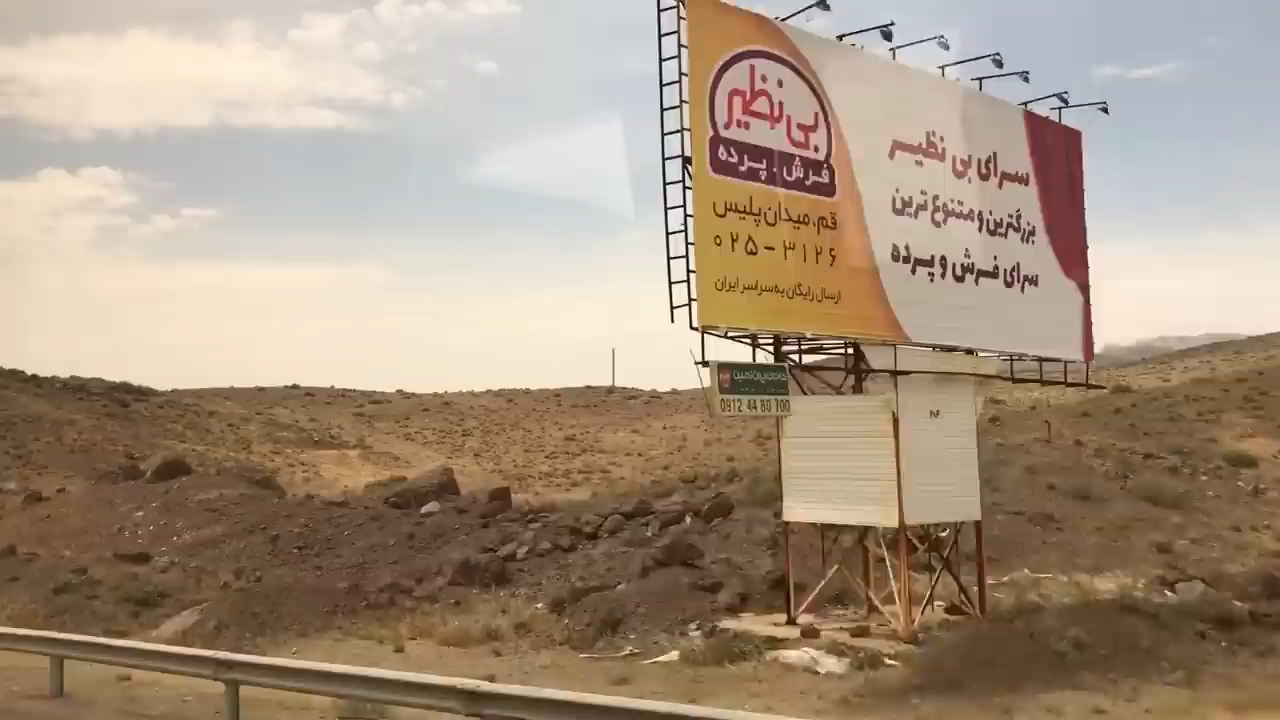 بی نظیر
فرش . پرده
قم، میدان پلیس
۰۲۵-۳۱۲۶
ارسال رایگان به سراسر ایران
سرای بی نظیر
بزرگترین و متنوع ترین
سرای فرش و پرده
0912 44 80 700